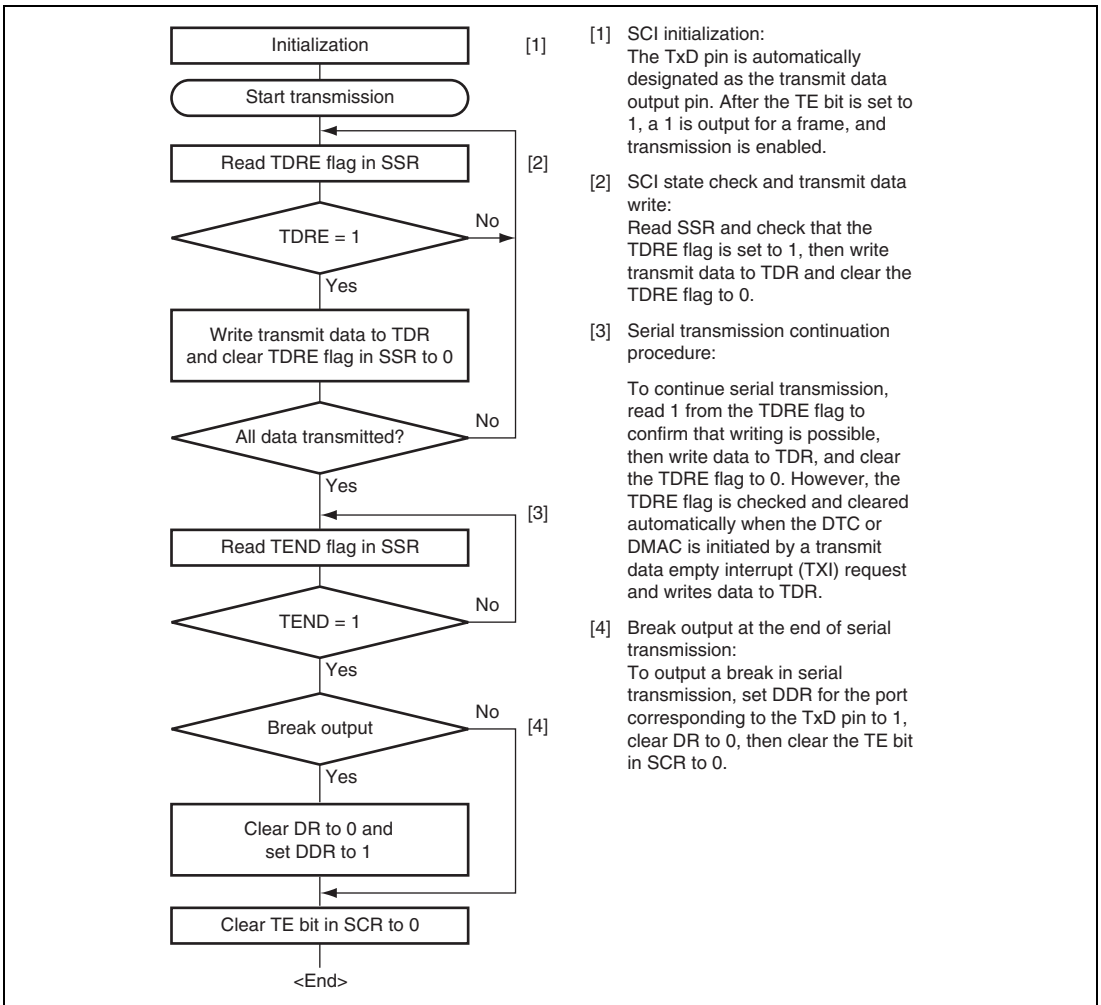 Initialization
[1]
Start transmission
Read TDRE flag in SSR
[2]
TDRE = 1
No
Yes
Write transmit data to TDR
and clear TDRE flag in SSR to 0
All data transmitted?
No
Yes
[3]
Read TEND flag in SSR
TEND = 1
No
Yes
Break output
No
[4]
Yes
Clear DR to 0 and
set DDR to 1
Clear TE bit in SCR to 0
<End>
[1] SCI initialization:
The TxD pin is automatically
designated as the transmit data
output pin. After the TE bit is set to
1, a 1 is output for a frame, and
transmission is enabled.
[2] SCI state check and transmit data
write:
Read SSR and check that the
TDRE flag is set to 1, then write
transmit data to TDR and clear the
TDRE flag to 0.
[3] Serial transmission continuation
procedure:
To continue serial transmission,
read 1 from the TDRE flag to
confirm that writing is possible,
then write data to TDR, and clear
the TDRE flag to 0. However, the
TDRE flag is checked and cleared
automatically when the DTC or
DMAC is initiated by a transmit
data empty interrupt (TXI) request
and writes data to TDR.
[4] Break output at the end of serial
transmission:
To output a break in serial
transmission, set DDR for the port
corresponding to the TxD pin to 1,
clear DR to 0, then clear the TE bit
in SCR to 0.